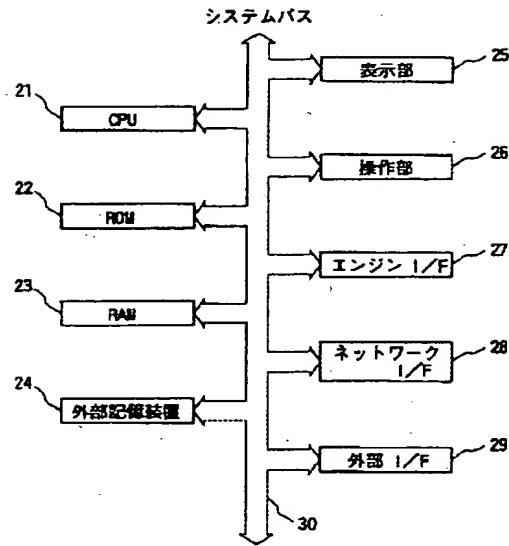 システムバス
21
CPU
22
ROM
23
RAM
24
外部記憶装置
25
表示部
26
操作部
27
エンジン I/F
28
ネットワーク
I/F
29
外部 I/F
30